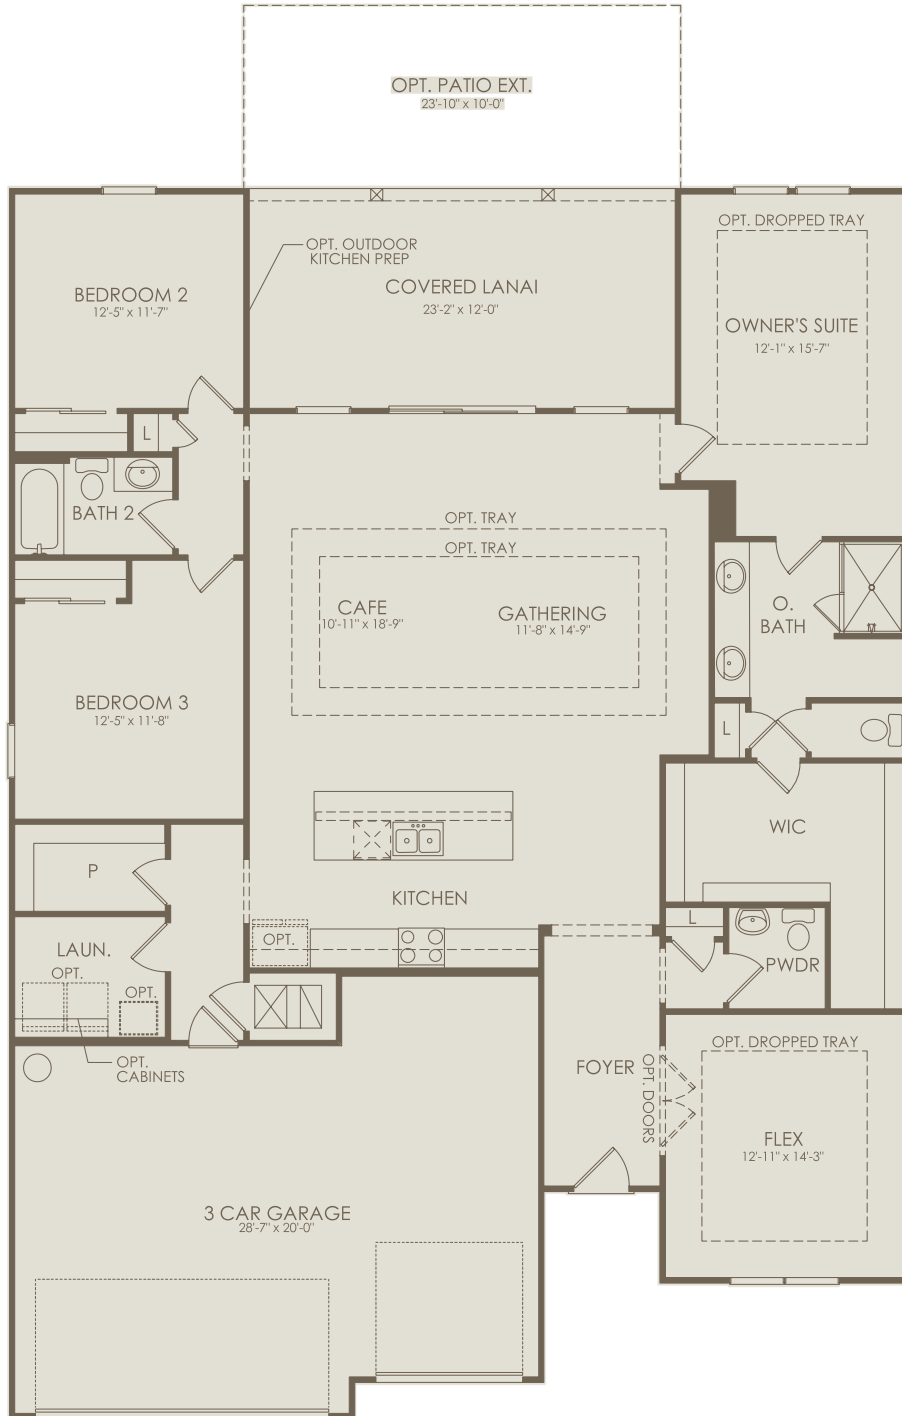 OPT. PATIO EXT.
23'-10" x 10'-0"
OPT. DROPPED TRAY
OPT. OUTDOOR
KITCHEN PREP
COVERED LANAI
23'-2" x 12'-0"
BEDROOM 2
12'-5" x 11'-7"
OWNER'S SUITE
12'-1" x 15'-7"
L
BATH 2
OPT. TRAY
OPT. TRAY
CAFE
10'-11" x 18'-9"
GATHERING
11'-8" x 14'-9"
O.
BATH
BEDROOM 3
12'-5" x 11'-8"
L
WIC
P
KITCHEN
L
OPT.
LAUN.
OPT.
OPT.
PWDR
OPT.
CABINETS
FOYER
OPT. DOORS
OPT. DROPPED TRAY
FLEX
12'-11" x 14'-3"
3 CAR GARAGE
28'-7" x 20'-0"